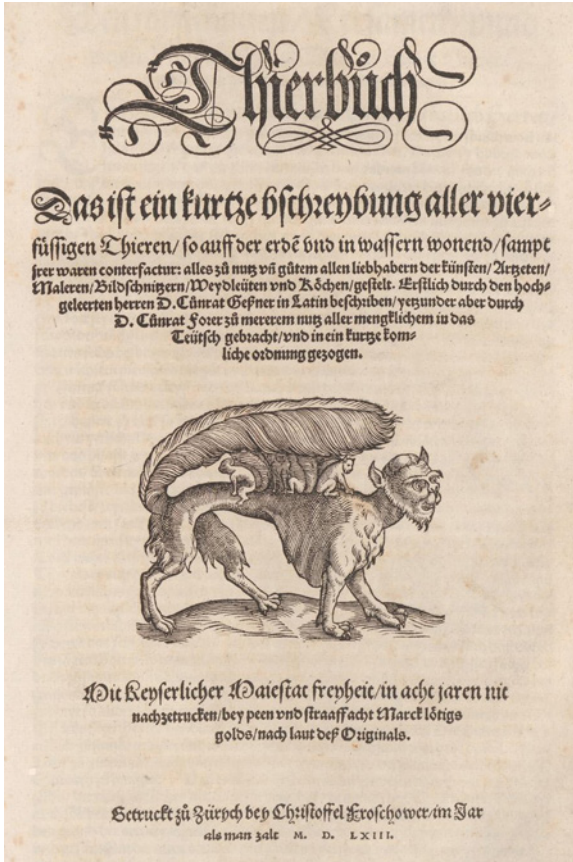 Thierbůch
Das ist ein kurtze bschreybung aller vier⸗
füssigen Thieren/ so auff der erdē vnd in wassern wonend/ sampt
jrer waren conterfactur: alles zů nutz vñ gůtem allen liebhabern der künsten/ Artzeten/
Maleren/ Bildschnitzern/ Weydleüten vnd Köchen/ gestelt. Erstlich durch den hoch⸗
geleerten herren D. Cůnrat Geßner in Latin beschriben/ yetzunder aber durch
D. Cůnrat Forer zů mererem nutz aller mengklichem in das
Teütsch gebracht/ vnd in ein kurtze kom⸗
liche ordnung gezogen.
Mit Keyserlicher Maiestat freyheit/ in acht jaren nit
nachzetrucken/ bey peen vnd straaff acht Marck lötigs
golds/ nach laut deß Originals.
Getruckt zů Zürych bey Christoffel Froschower/ im Jar
als man zalt M. D. LXIII.